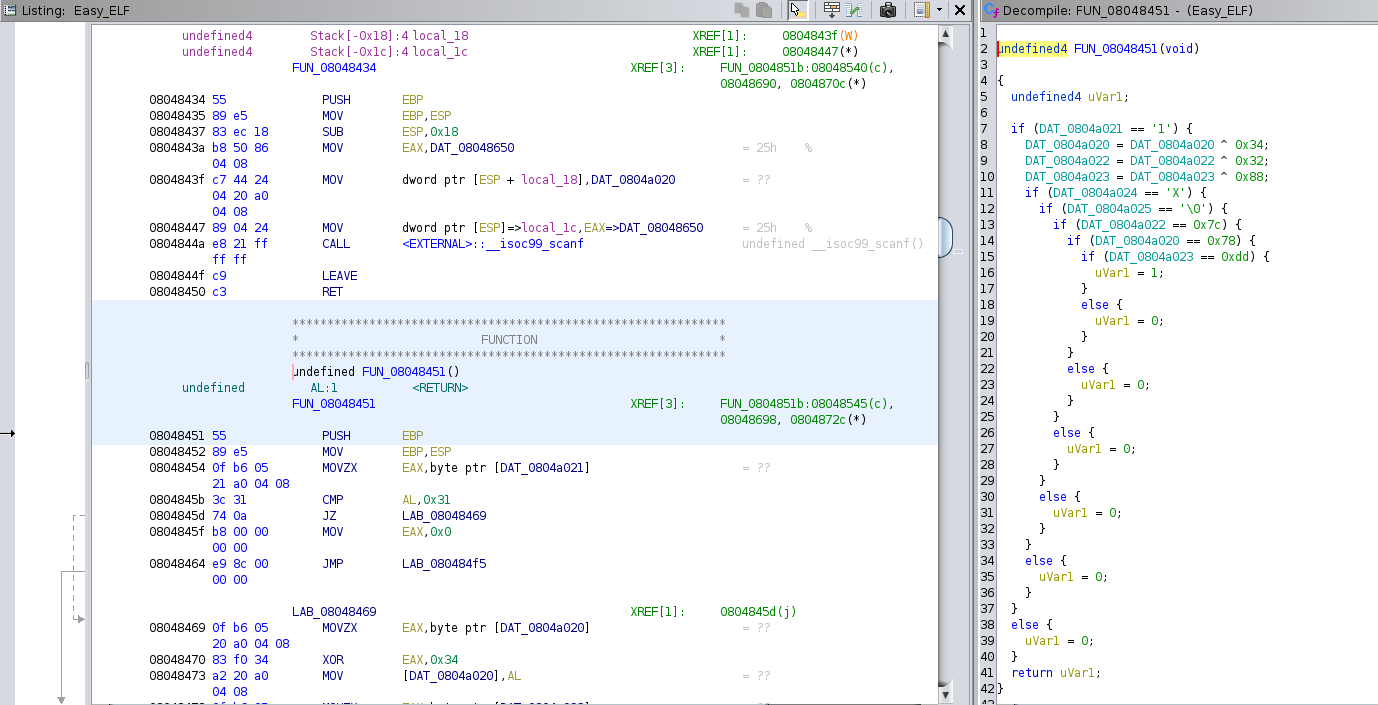 Listing: Easy_ELF
undefined4 Stack[-0x18]:4 local_18 XREF[1]: 0804843f(W)
undefined4 Stack[-0x1c]:4 local_1c XREF[1]: 08048447(*)
FUN_08048434 XREF[3]: FUN_0804851b:08048540(c),
08048690, 0804870c(*)
08048434 55 PUSH EBP
08048435 89 e5 MOV EBP,ESP
08048437 83 ec 18 SUB ESP,0x18
0804843a b8 50 86 MOV EAX,DAT_08048650 = 25h %
04 08
0804843f c7 44 24 MOV dword ptr [ESP + local_18],DAT_0804a020 = ??
04 20 a0
04 08
08048447 89 04 24 MOV dword ptr [ESP]=>local_1c,EAX=>DAT_08048650 = 25h %
0804844a e8 21 ff CALL <EXTERNAL>::__isoc99_scanf undefined __isoc99_scanf()
ff ff
0804844f c9 LEAVE
08048450 c3 RET
**************************************************************
* FUNCTION *
**************************************************************
undefined FUN_08048451()
undefined AL:1 <RETURN>
FUN_08048451 XREF[3]: FUN_0804851b:08048545(c),
08048698, 0804872c(*)
08048451 55 PUSH EBP
08048452 89 e5 MOV EBP,ESP
08048454 0f b6 05 MOVZX EAX,byte ptr [DAT_0804a021] = ??
21 a0 04 08
0804845b 3c 31 CMP AL,0x31
0804845d 74 0a JZ LAB_08048469
0804845f b8 00 00 MOV EAX,0x0
00 00
08048464 e9 8c 00 JMP LAB_080484f5
00 00
LAB_08048469 XREF[1]: 0804845d(j)
08048469 0f b6 05 MOVZX EAX,byte ptr [DAT_0804a020] = ??
20 a0 04 08
08048470 83 f0 34 XOR EAX,0x34
08048473 a2 20 a0 MOV [DAT_0804a020],AL = ??
04 08
Decompile: FUN_08048451 - (Easy_ELF)
1
2 undefined4 FUN_08048451(void)
3
4 {
5 undefined4 uVar1;
6
7 if (DAT_0804a021 == '1') {
8 DAT_0804a020 = DAT_0804a020 ^ 0x34;
9 DAT_0804a022 = DAT_0804a022 ^ 0x32;
10 DAT_0804a023 = DAT_0804a023 ^ 0x88;
11 if (DAT_0804a024 == 'X') {
12 if (DAT_0804a025 == '\0') {
13 if (DAT_0804a022 == 0x7c) {
14 if (DAT_0804a020 == 0x78) {
15 if (DAT_0804a023 == 0xdd) {
16 uVar1 = 1;
17 }
18 else {
19 uVar1 = 0;
20 }
21 }
22 else {
23 uVar1 = 0;
24 }
25 }
26 else {
27 uVar1 = 0;
28 }
29 }
30 else {
31 uVar1 = 0;
32 }
33 }
34 else {
35 uVar1 = 0;
36 }
37 }
38 else {
39 uVar1 = 0;
40 }
41 return uVar1;
42 }